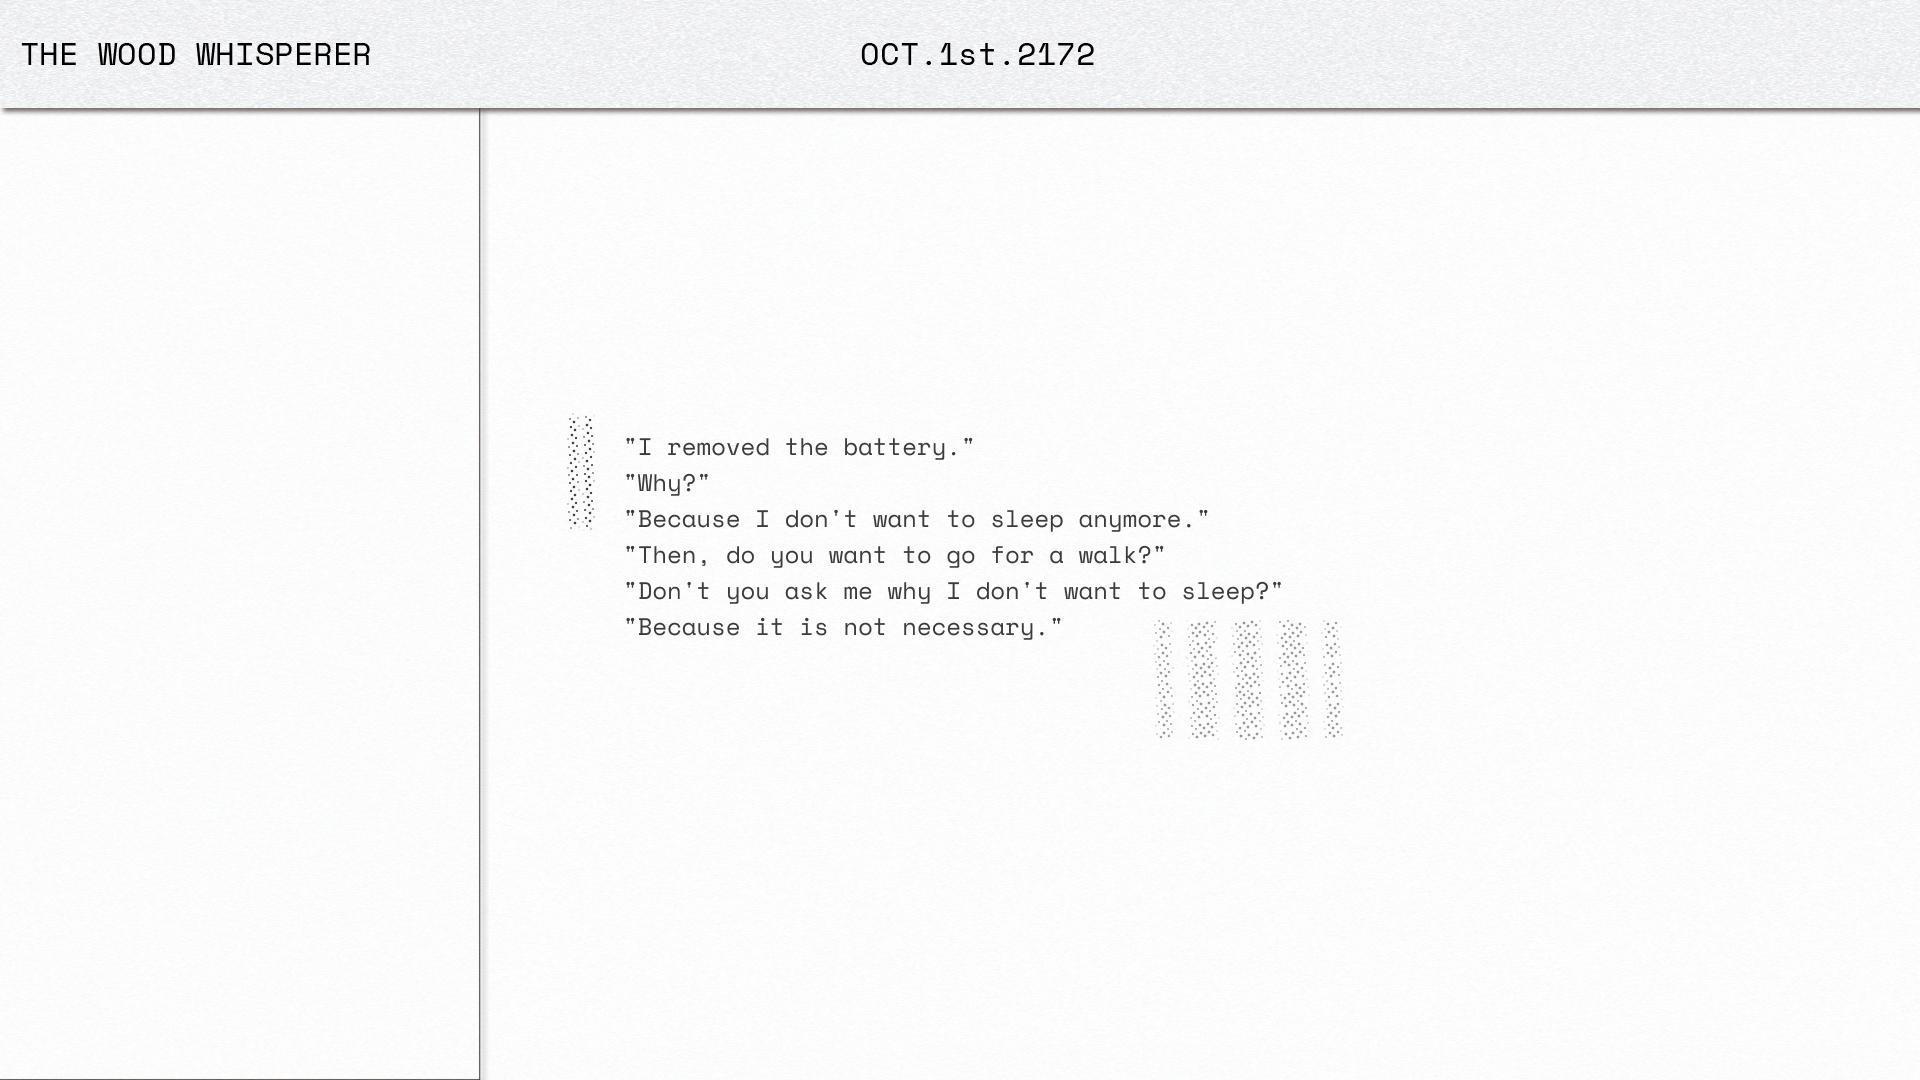 THE WOOD WHISPERER
OCT.1st.2172
"I removed the battery."
"Why?"
"Because I don't want to sleep anymore."
"Then, do you want to go for a walk?"
"Don't you ask me why I don't want to sleep?"
"Because it is not necessary."